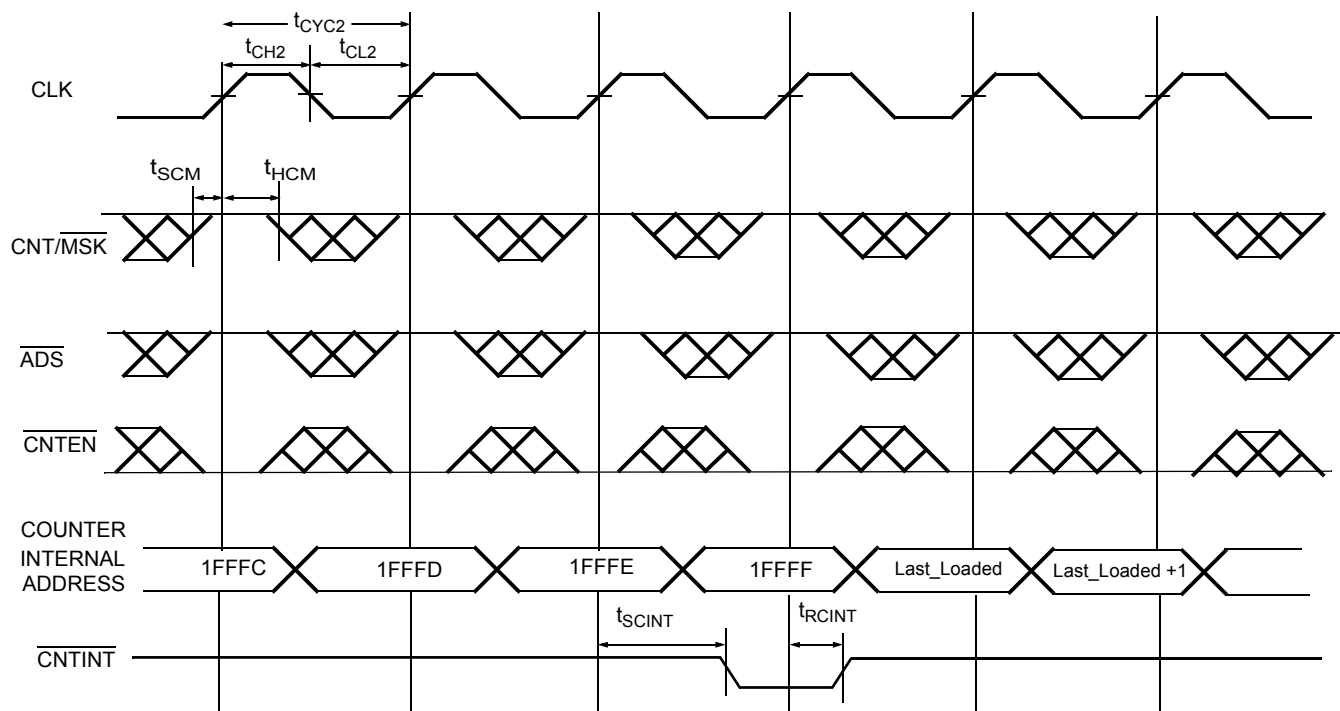 tCYC2
tCH2
tCL2
CLK
tSCM
tHCM
CNT/MSK
ADS
CNTEN
COUNTER
INTERNAL
ADDRESS
1FFFC
1FFFD
1FFFE
1FFFF
Last_Loaded
Last_Loaded +1
tSCINT
tRCINT
CNTINT